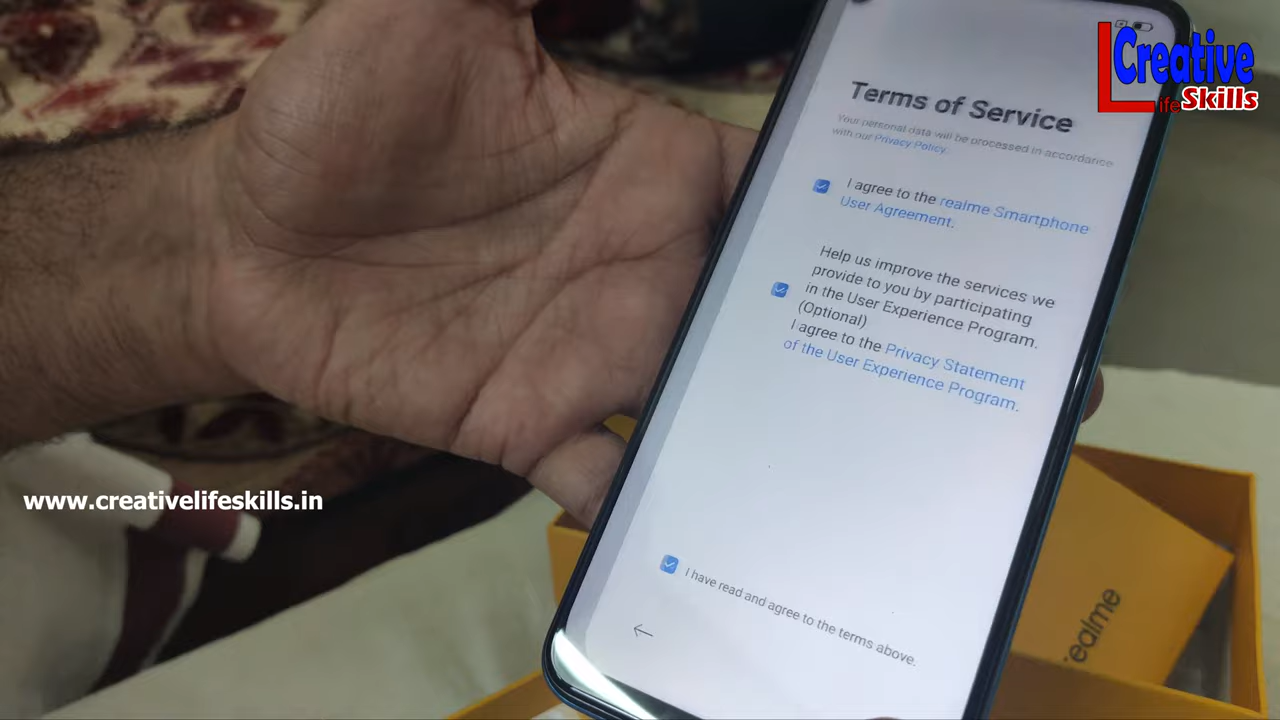 Creative
life Skills
Terms of Service
Your personal data will be processed in accordance
with our Privacy Policy.
I agree to the realme Smartphone
User Agreement.
Help us improve the services we
provide to you by participating
in the User Experience Program.
(Optional)
I agree to the Privacy Statement
of the User Experience Program.
www.creativelifeskills.in
I have read and agree to the terms above.
realme